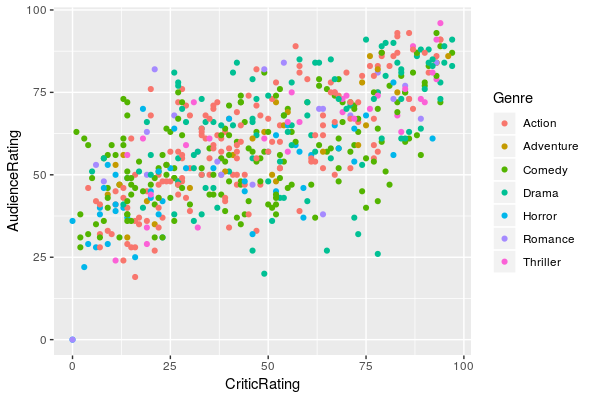 100
75
50
25
0
AudienceRating
0
25
50
75
100
CriticRating
Genre
Action
Adventure
Comedy
Drama
Horror
Romance
Thriller